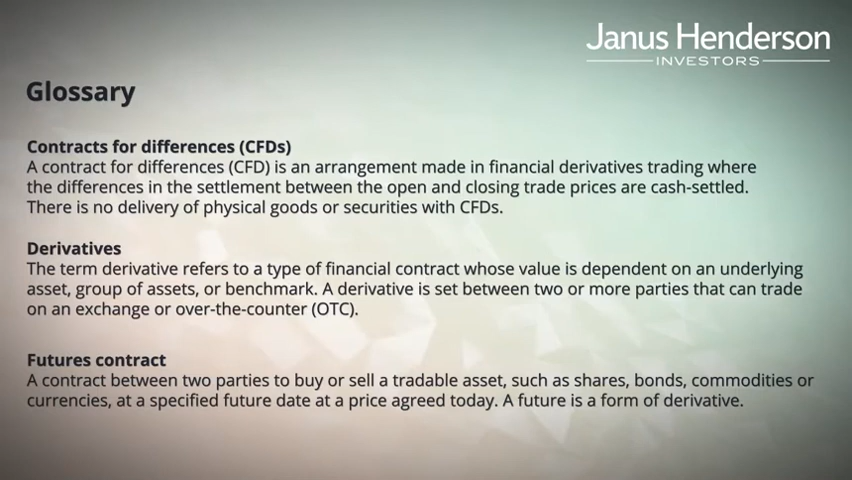 Janus Henderson
INVESTORS
Glossary
Contracts for differences (CFDs)
A contract for differences (CFD) is an arrangement made in financial derivatives trading where
the differences in the settlement between the open and closing trade prices are cash-settled.
There is no delivery of physical goods or securities with CFDs.
Derivatives
The term derivative refers to a type of financial contract whose value is dependent on an underlying
asset, group of assets, or benchmark. A derivative is set between two or more parties that can trade
on an exchange or over-the-counter (OTC).
Futures contract
A contract between two parties to buy or sell a tradable asset, such as shares, bonds, commodities or
currencies, at a specified future date at a price agreed today. A future is a form of derivative.